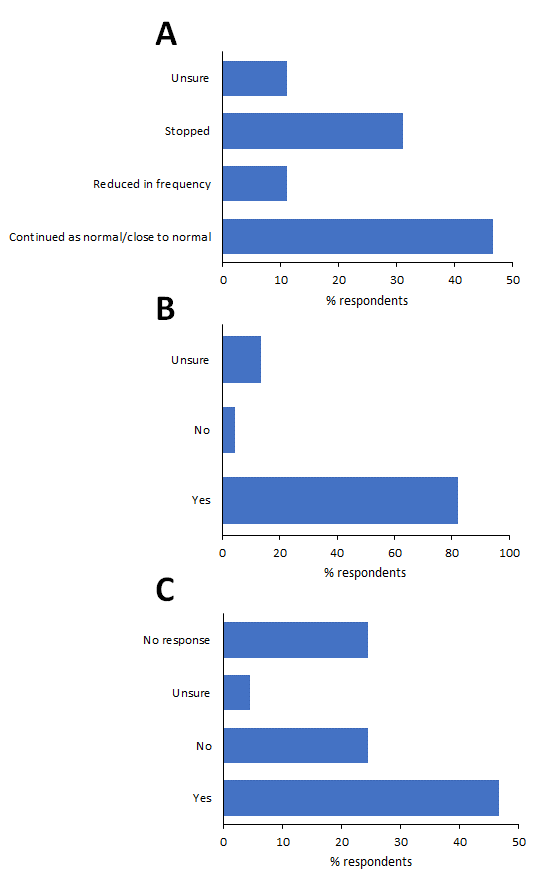 A
Unsure
Stopped
Reduced in frequency
Continued as normal/close to normal
0 10 20 30 40 50
% respondents
B
Unsure
No
Yes
0 20 40 60 80 100
% respondents
C
No response
Unsure
No
Yes
0 10 20 30 40 50
% respondents